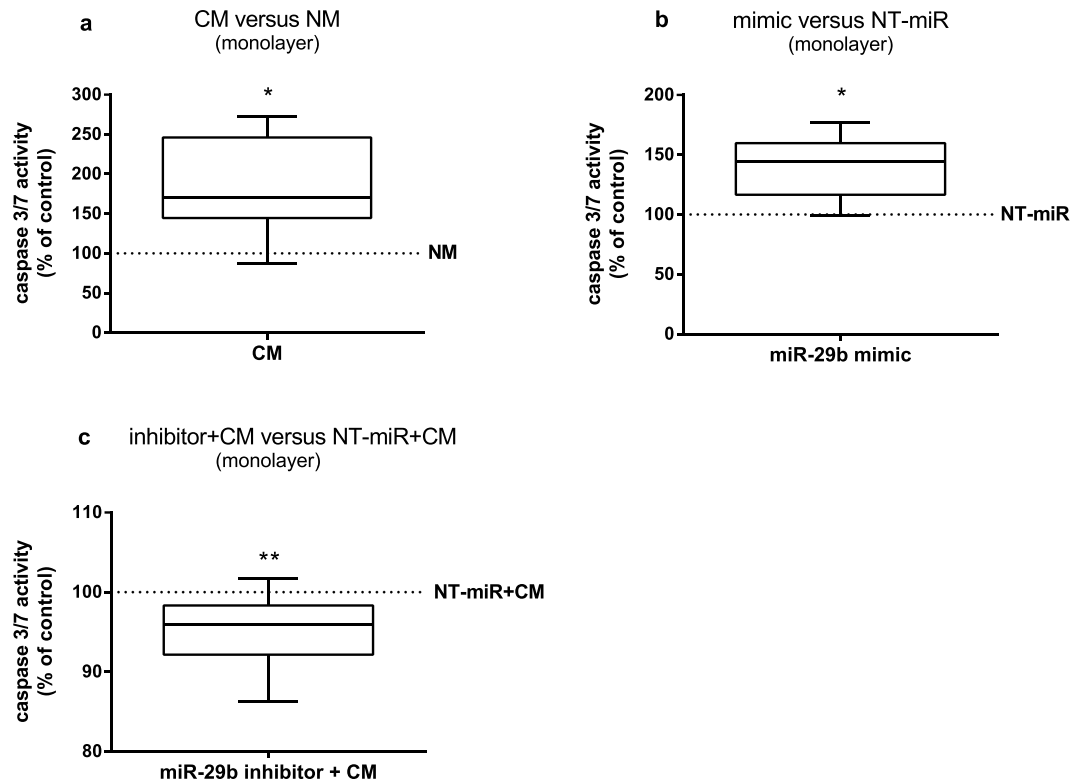 a
CM versus NM
(monolayer)
caspase 3/7 activity
(% of control)
300
250
200
150
100
50
0
*
NM
CM
b
mimic versus NT-miR
(monolayer)
caspase 3/7 activity
(% of control)
200
150
100
50
0
*
NT-miR
miR-29b mimic
c
inhibitor+CM versus NT-miR+CM
(monolayer)
caspase 3/7 activity
(% of control)
110
100
90
80
**
NT-miR+CM
miR-29b inhibitor + CM